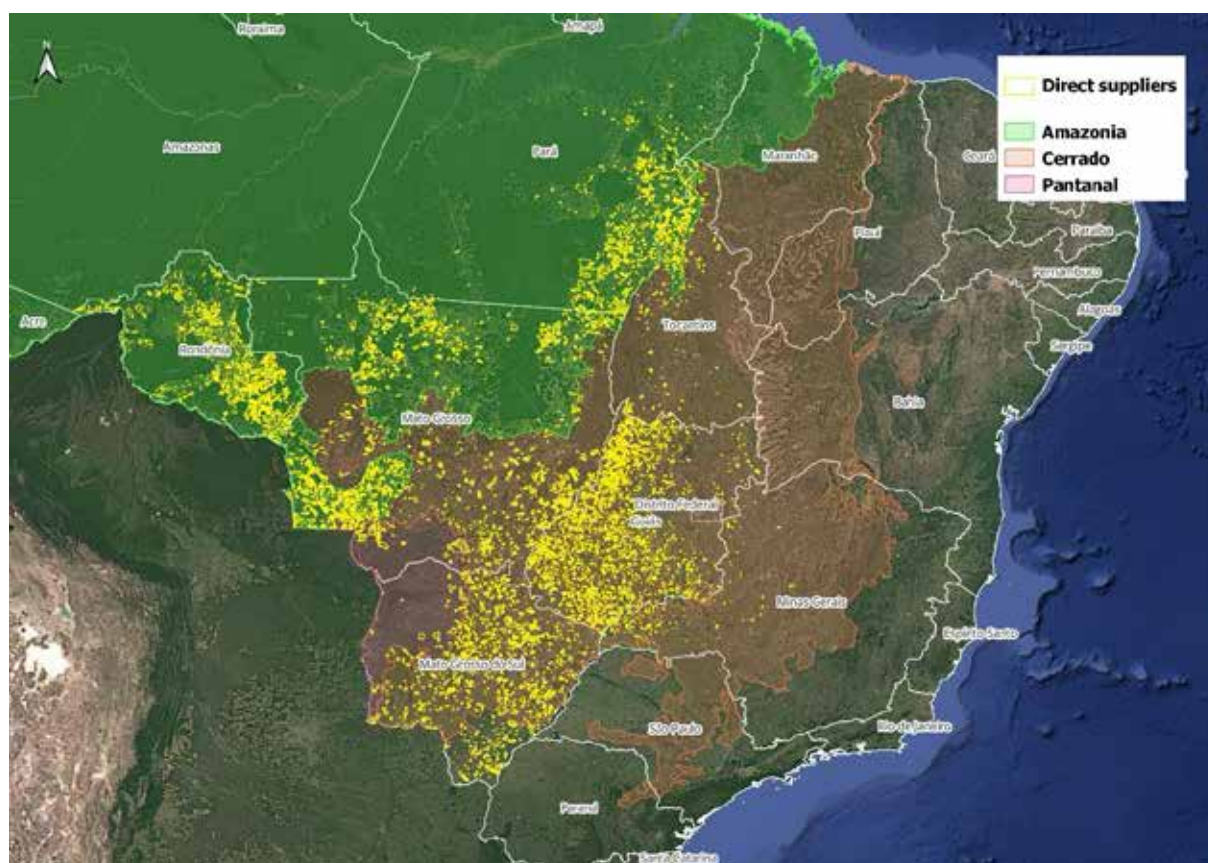 Roraima
Amapá
N
Direct suppliers
Amazonia
Cerrado
Pantanal
Amazonas
Pará
Maranhão
Ceará
Paraíba
Piauí
Pernambuco
Alagoas
Sergipe
Acre
Rondônia
Tocantins
Bahia
Mato Grosso
Distrito Federal
Goiás
Minas Gerais
Espírito Santo
Mato Grosso do Sul
São Paulo
Rio de Janeiro
Paraná
Santa Catarina